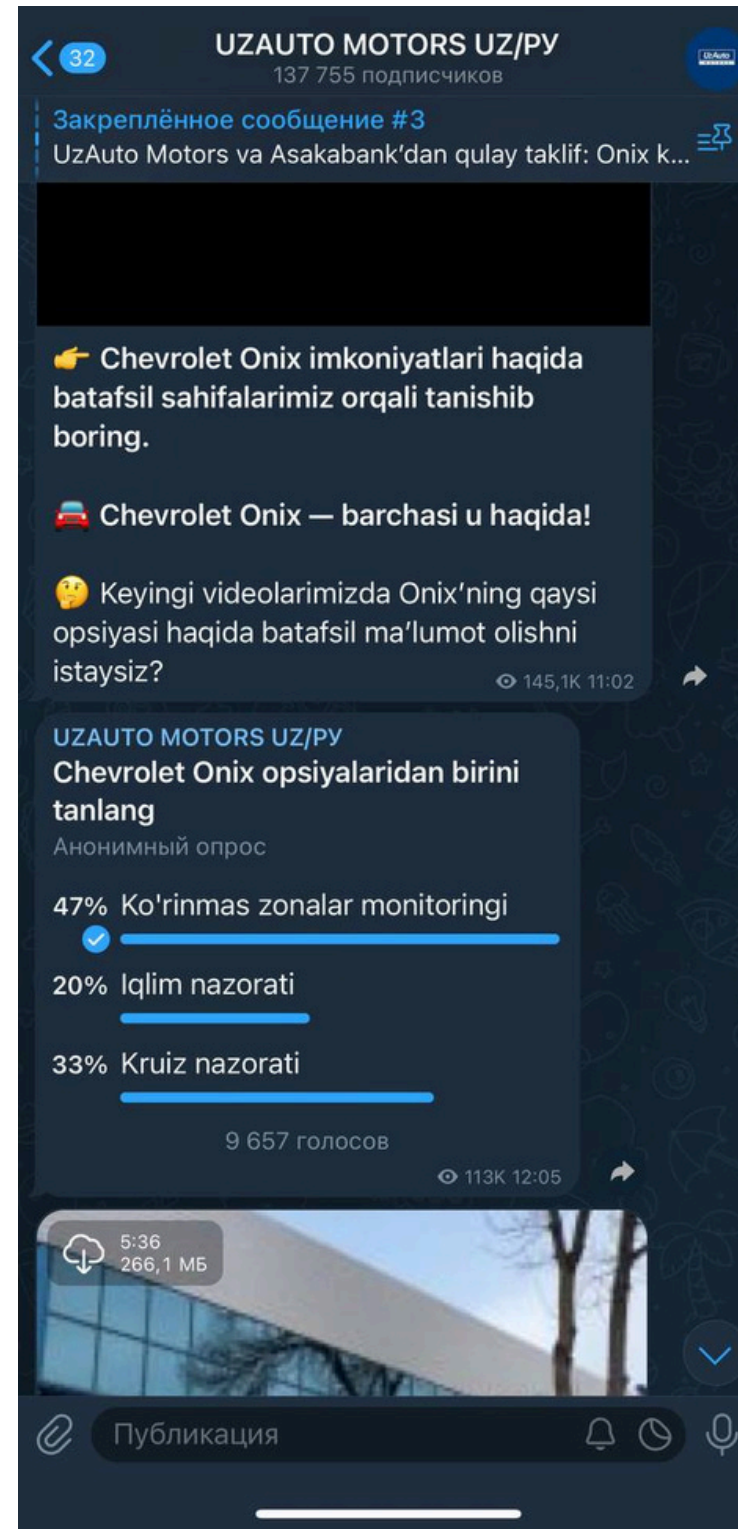 32
UZAUTO MOTORS UZ/РУ
137 755 подписчиков
UzAuto
MOTORS
Закреплённое сообщение #3
UzAuto Motors va Asakabank’dan qulay taklif: Onix k...
👉 Chevrolet Onix imkoniyatlari haqida
batafsil sahifalarimiz orqali tanishib
boring.
🚘 Chevrolet Onix — barchasi u haqida!
🤔 Keyingi videolarimizda Onix’ning qaysi
opsiyasi haqida batafsil ma’lumot olishni
istaysiz?
145,1K 11:02
UZAUTO MOTORS UZ/РУ
Chevrolet Onix opsiyalaridan birini
tanlang
Анонимный опрос
47% Ko'rinmas zonalar monitoringi
20% Iqlim nazorati
33% Kruiz nazorati
9 657 голосов
113K 12:05
5:36
266,1 МБ
Публикация